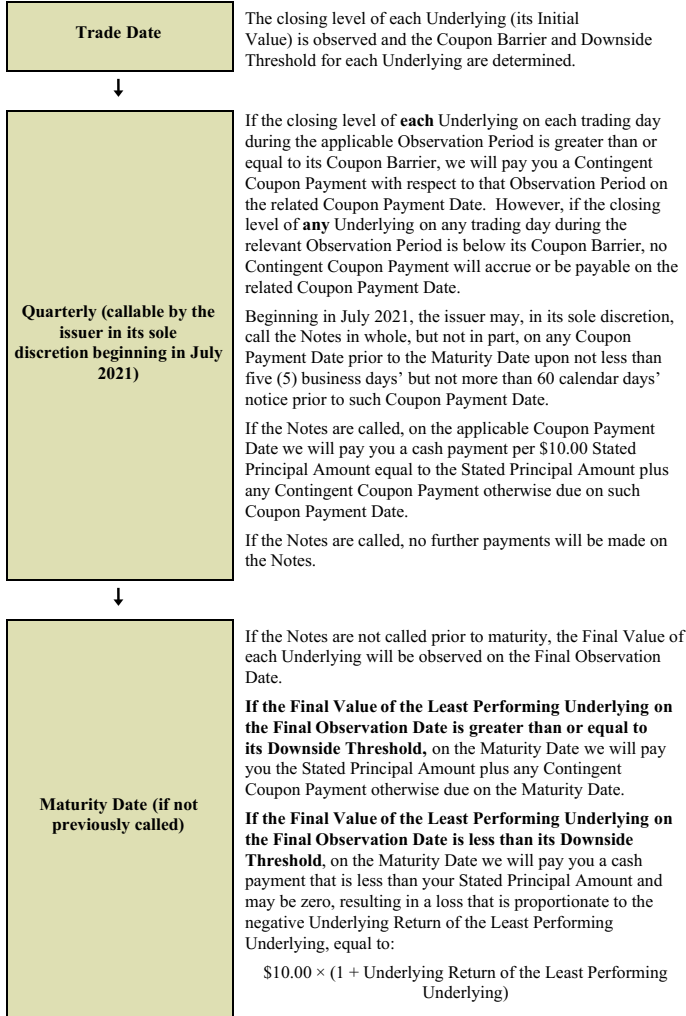 Trade Date
The closing level of each Underlying (its Initial
Value) is observed and the Coupon Barrier and Downside
Threshold for each Underlying are determined.
↓
Quarterly (callable by the
issuer in its sole
discretion beginning in July
2021)
If the closing level of each Underlying on each trading day
during the applicable Observation Period is greater than or
equal to its Coupon Barrier, we will pay you a Contingent
Coupon Payment with respect to that Observation Period on
the related Coupon Payment Date. However, if the closing
level of any Underlying on any trading day during the
relevant Observation Period is below its Coupon Barrier, no
Contingent Coupon Payment will accrue or be payable on the
related Coupon Payment Date.
Beginning in July 2021, the issuer may, in its sole discretion,
call the Notes in whole, but not in part, on any Coupon
Payment Date prior to the Maturity Date upon not less than
five (5) business days’ but not more than 60 calendar days’
notice prior to such Coupon Payment Date.
If the Notes are called, on the applicable Coupon Payment
Date we will pay you a cash payment per $10.00 Stated
Principal Amount equal to the Stated Principal Amount plus
any Contingent Coupon Payment otherwise due on such
Coupon Payment Date.
If the Notes are called, no further payments will be made on
the Notes.
↓
Maturity Date (if not
previously called)
If the Notes are not called prior to maturity, the Final Value of
each Underlying will be observed on the Final Observation
Date.
If the Final Value of the Least Performing Underlying on
the Final Observation Date is greater than or equal to
its Downside Threshold, on the Maturity Date we will pay
you the Stated Principal Amount plus any Contingent
Coupon Payment otherwise due on the Maturity Date.
If the Final Value of the Least Performing Underlying on
the Final Observation Date is less than its Downside
Threshold, on the Maturity Date we will pay you a cash
payment that is less than your Stated Principal Amount and
may be zero, resulting in a loss that is proportionate to the
negative Underlying Return of the Least Performing
Underlying, equal to:
$10.00 × (1 + Underlying Return of the Least Performing
Underlying)